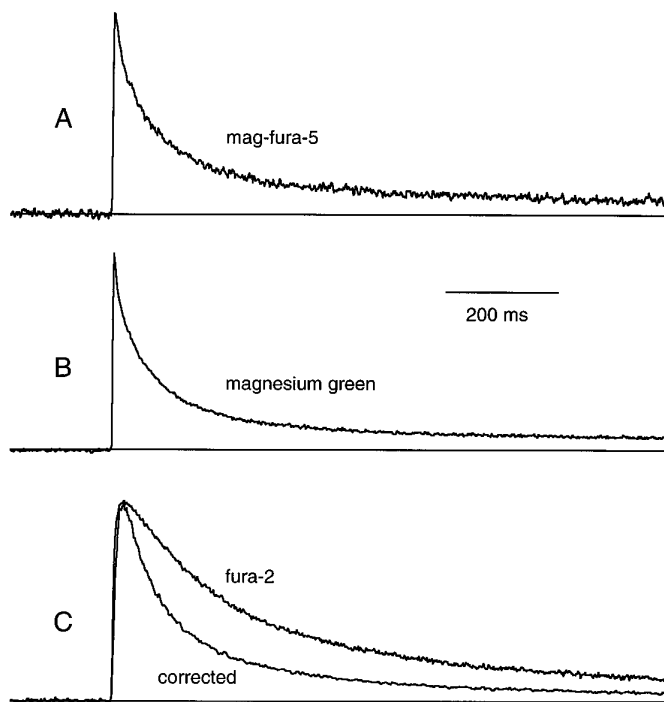 A
mag-fura-5
200 ms
B
magnesium green
fura-2
C
corrected